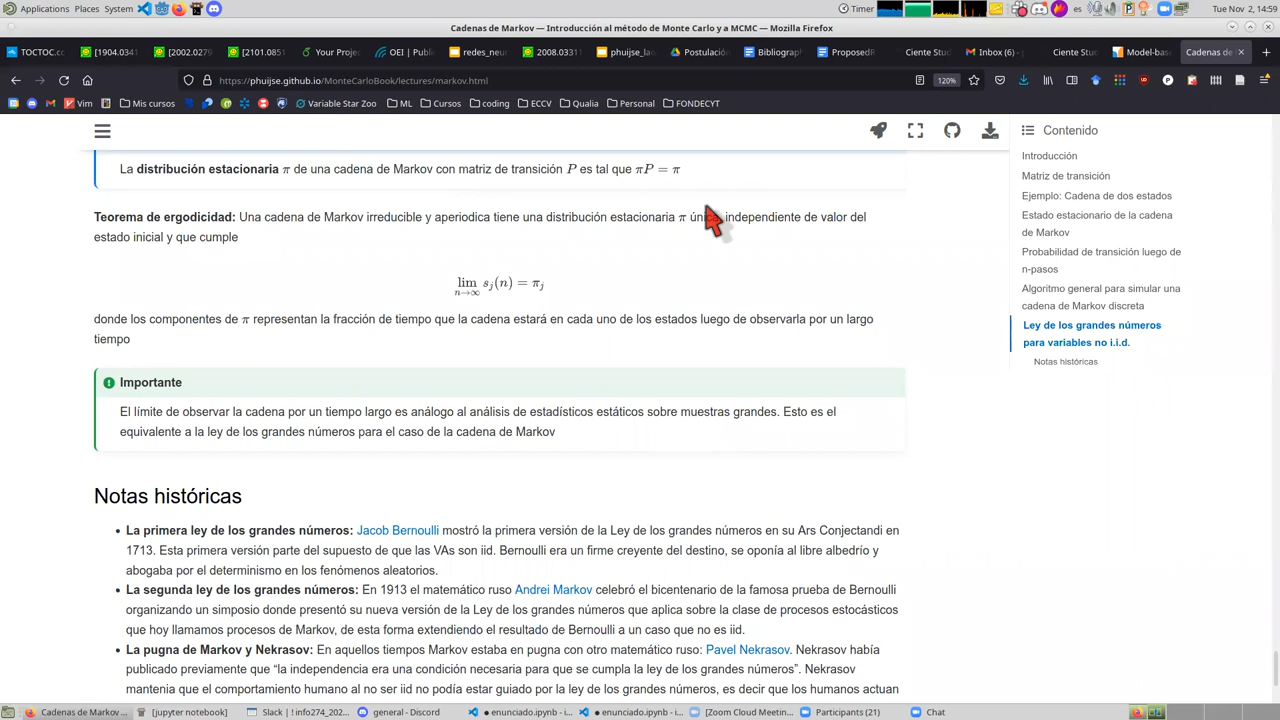 Applications Places System
Timer
es
Tue Nov 2, 14:59
Cadenas de Markov — Introducción al método de Monte Carlo y a MCMC — Mozilla Firefox
TOCTOC.cc
[1904.0341
[2002.0279
[2101.0851
Your Proje
OEI | Publ
redes_neu
2008.03311
phuijse_lao
Postulació
Bibliograp
ProposedR
Ciente Stud
Inbox (6) -
Ciente Stud
Model-base
Cadenas de
https://phuijse.github.io/MonteCarloBook/lectures/markov.html
120%
Vim
Mis cursos
Variable Star Zoo
ML
Cursos
coding
ECCV
Qualia
Personal
FONDECYT
La distribución estacionaria π de una cadena de Markov con matriz de transición P es tal que πP = π
Teorema de ergodicidad: Una cadena de Markov irreducible y aperiodica tiene una distribución estacionaria π independiente de valor del
estado inicial y que cumple
lim n→∞ s_j(n) = π_j
donde los componentes de π representan la fracción de tiempo que la cadena estará en cada uno de los estados luego de observarla por un largo
tiempo
Importante
El límite de observar la cadena por un tiempo largo es análogo al análisis de estadísticos estáticos sobre muestras grandes. Esto es el
equivalente a la ley de los grandes números para el caso de la cadena de Markov
Notas históricas
• La primera ley de los grandes números: Jacob Bernoulli mostró la primera versión de la Ley de los grandes números en su Ars Conjectandi en
1713. Esta primera versión parte del supuesto de que las VAs son iid. Bernoulli era un firme creyente del destino, se oponía al libre albedrío y
abogaba por el determinismo en los fenómenos aleatorios.
• La segunda ley de los grandes números: En 1913 el matemático ruso Andrei Markov celebró el bicentenario de la famosa prueba de Bernoulli
organizando un simposio donde presentó su nueva versión de la Ley de los grandes números que aplica sobre la clase de procesos estocásticos
que hoy llamamos procesos de Markov, de esta forma extendiendo el resultado de Bernoulli a un caso que no es iid.
• La pugna de Markov y Nekrasov: En aquellos tiempos Markov estaba en pugna con otro matemático ruso: Pavel Nekrasov. Nekrasov había
publicado previamente que “la independencia era una condición necesaria para que se cumpla la ley de los grandes números”. Nekrasov
mantenia que el comportamiento humano al no ser iid no podía estar guiado por la ley de los grandes números, es decir que los humanos actuan
Contenido
Introducción
Matriz de transición
Ejemplo: Cadena de dos estados
Estado estacionario de la cadena
de Markov
Probabilidad de transición luego de
n-pasos
Algoritmo general para simular una
cadena de Markov discreta
Ley de los grandes números
para variables no i.i.d.
Notas históricas
Cadenas de Markov ...
[jupyter notebook]
Slack | ! info274_202...
general - Discord
● enunciado.ipynb - i...
● enunciado.ipynb - i...
[Zoom Cloud Meetin...
Participants (21)
Chat